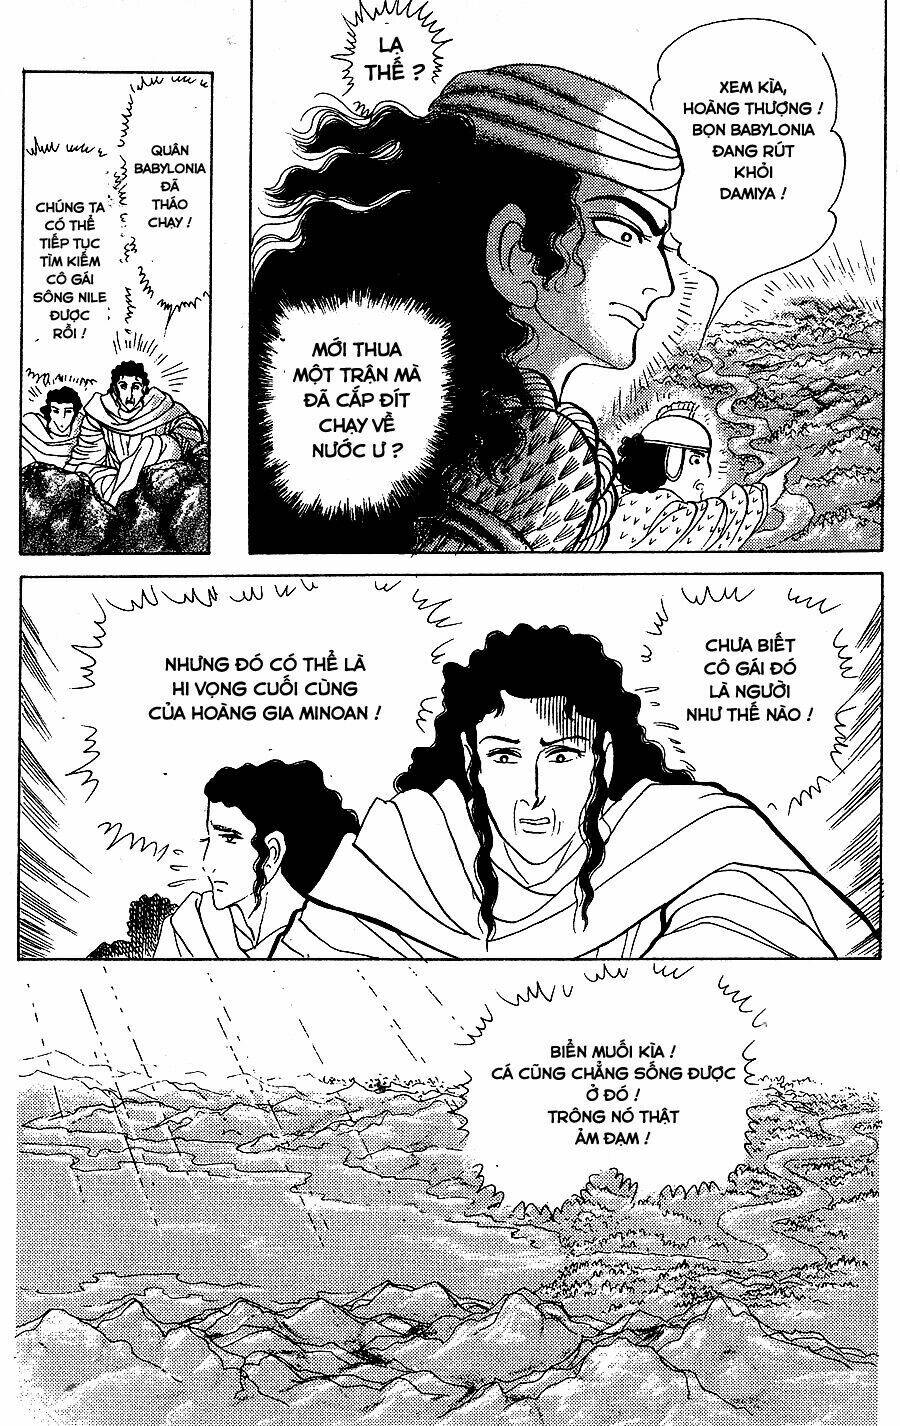 XEM KÌA,
HOÀNG THƯỢNG !
BỌN BABYLONIA
ĐANG RÚT
KHỎI
DAMIYA !
LẠ
THẾ ?
MỚI THUA
MỘT TRẬN MÀ
ĐÃ CẮP ĐÍT
CHẠY VỀ
NƯỚC Ư ?
QUÂN
BABYLONIA
ĐÃ
THÁO
CHẠY !
CHÚNG TA
CÓ THỂ
TIẾP TỤC
TÌM KIẾM
CÔ GÁI
SÔNG NILE
ĐƯỢC
RỒI !
CHƯA BIẾT
CÔ GÁI ĐÓ
LÀ NGƯỜI
NHƯ THẾ NÀO !
NHƯNG ĐÓ CÓ THỂ LÀ
HI VỌNG CUỐI CÙNG
CỦA HOÀNG GIA MINOAN !
BIỂN MUỐI KÌA !
CÁ CŨNG CHẲNG SỐNG ĐƯỢC
Ở ĐÓ !
TRÔNG NÓ THẬT
ẢM ĐẠM !